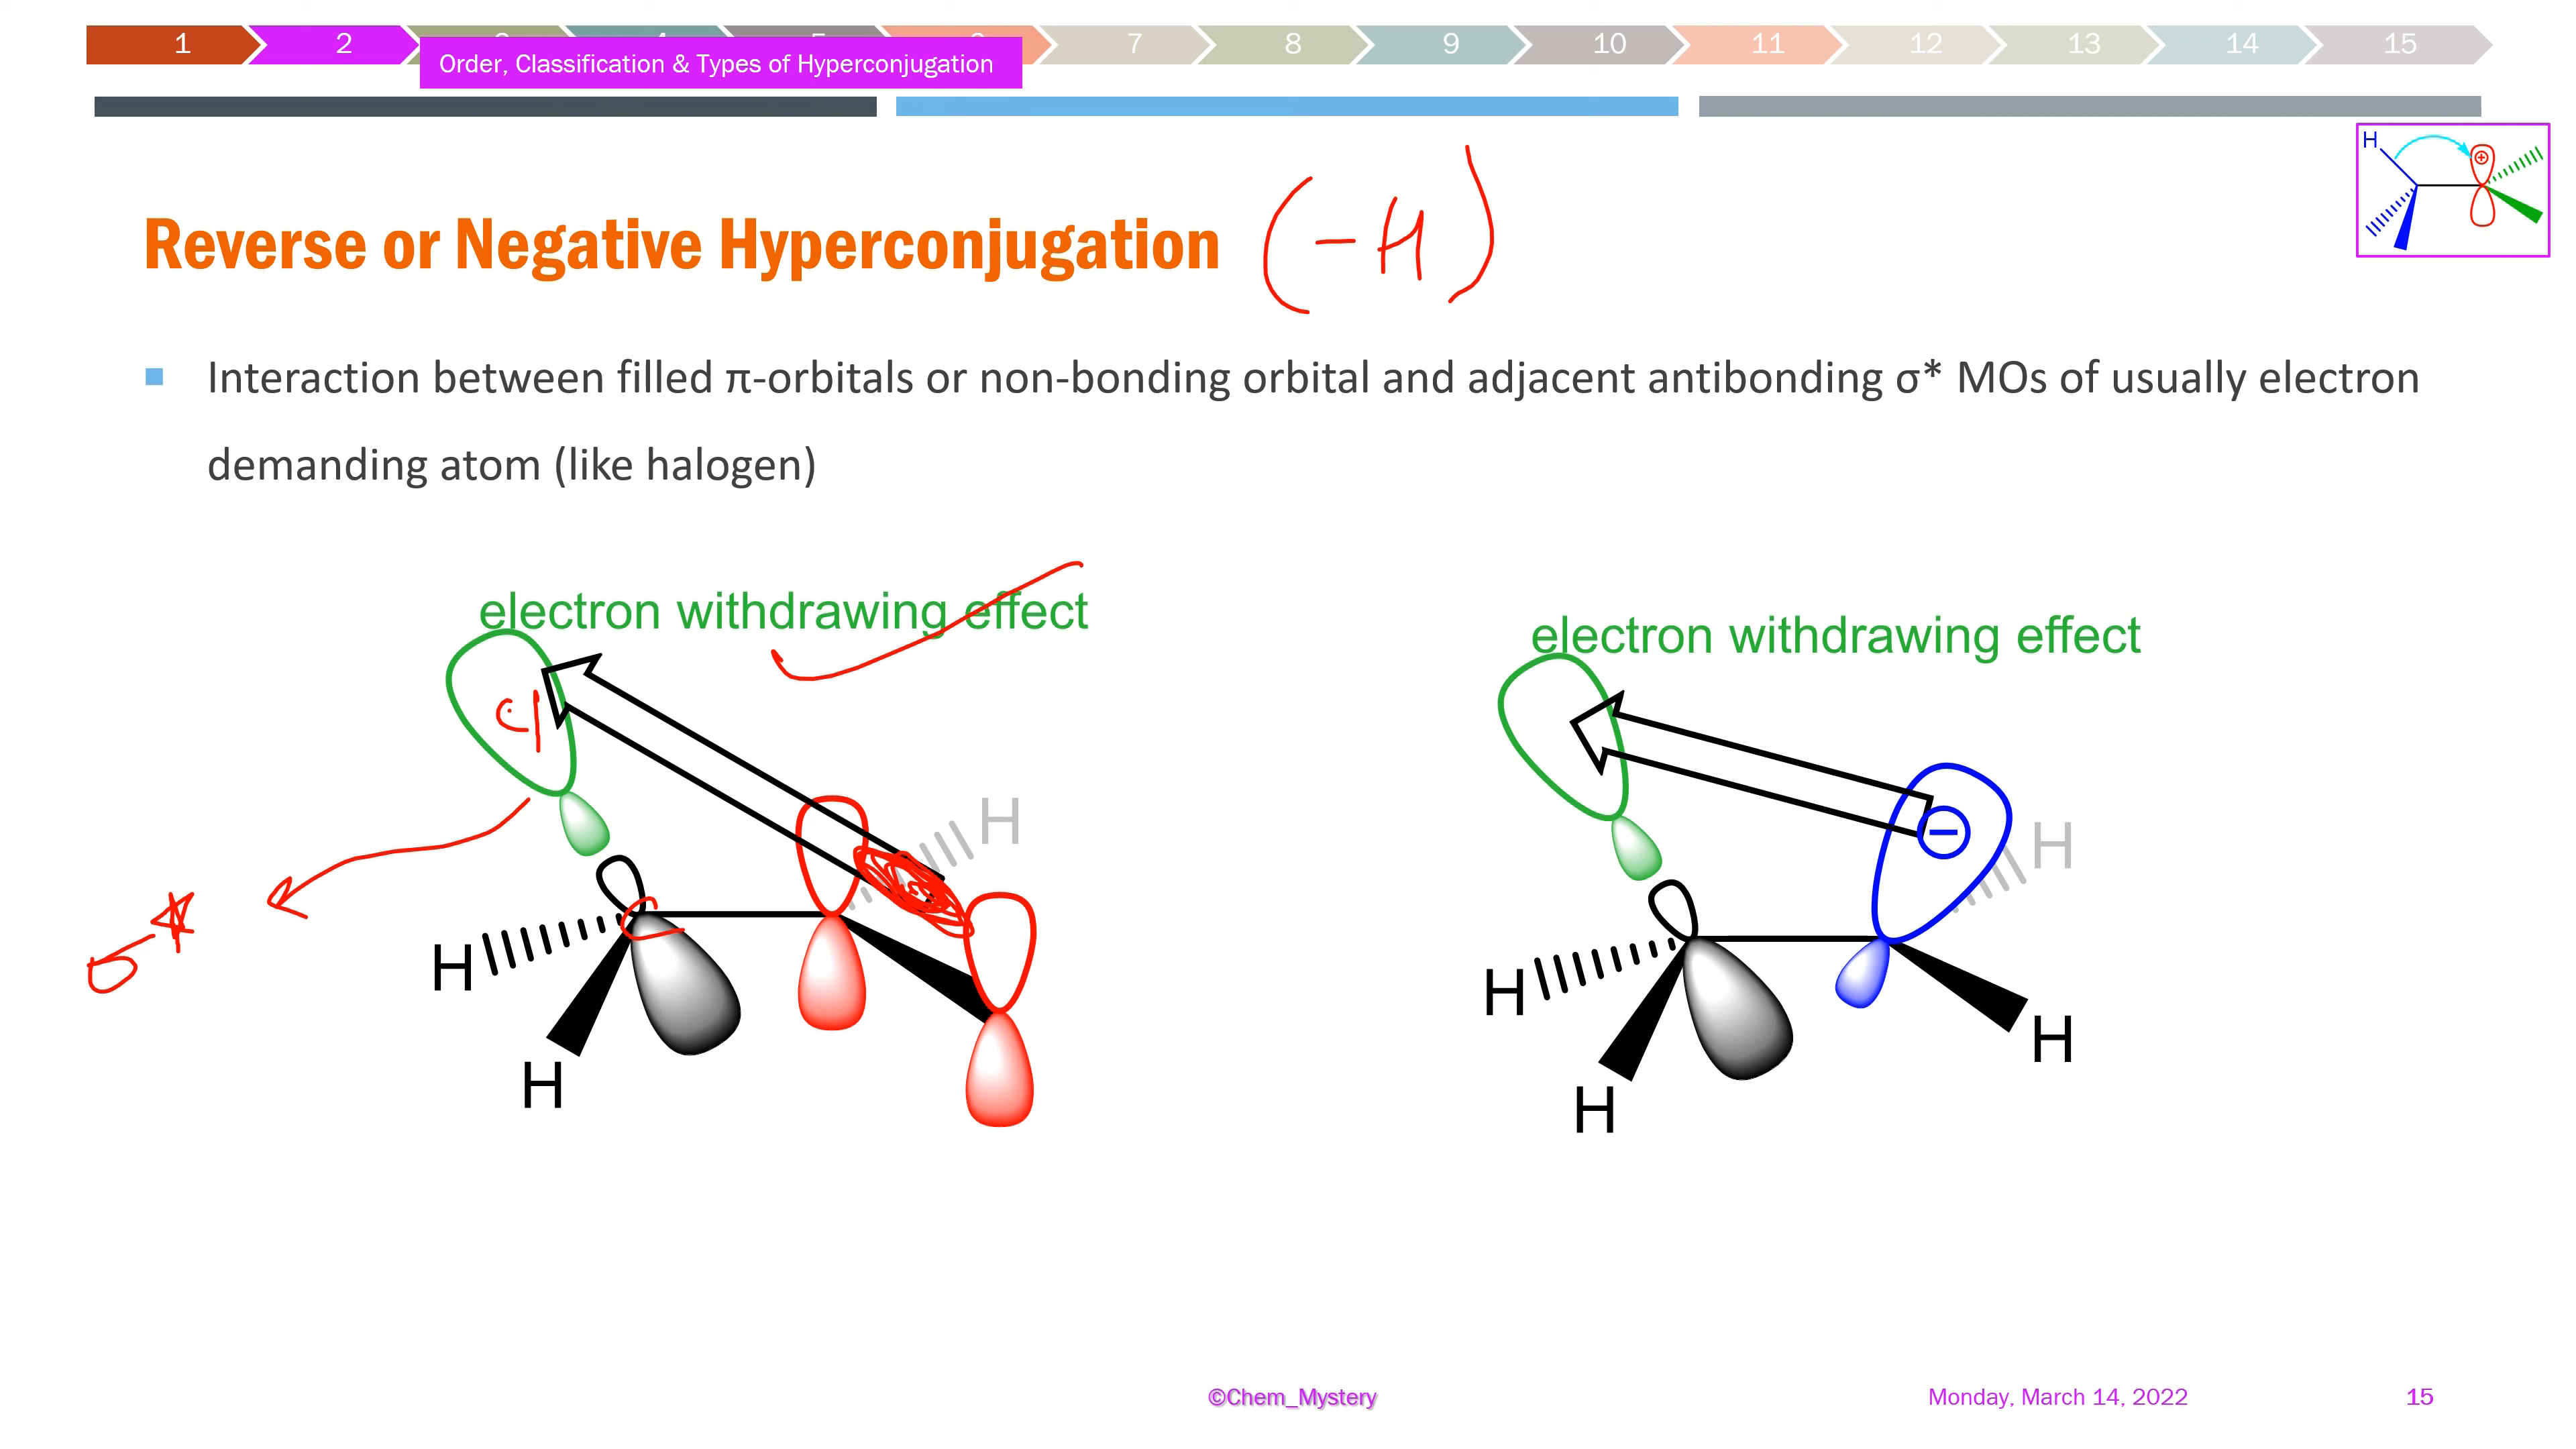 1 2 7 8 9 10 11 12 13 14 15
Order, Classification & Types of Hyperconjugation
H
⊕
Reverse or Negative Hyperconjugation (-H)
Interaction between filled π-orbitals or non-bonding orbital and adjacent antibonding σ* MOs of usually electron
demanding atom (like halogen)
electron withdrawing effect
electron withdrawing effect
Cl
H
−
H
σ*
H
H
H
H
H
©Chem_Mystery
Monday, March 14, 2022
15